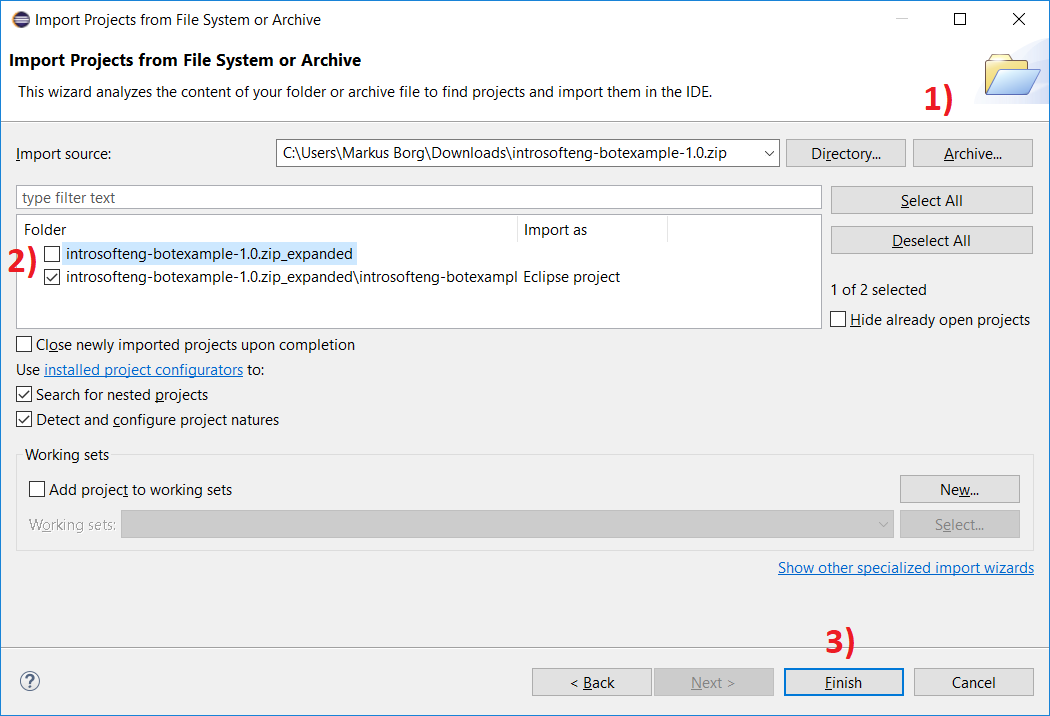 Import Projects from File System or Archive
Import Projects from File System or Archive
This wizard analyzes the content of your folder or archive file to find projects and import them in the IDE.
1)
Import source: C:\Users\Markus Borg\Downloads\introsofteng-botexample-1.0.zip Directory... Archive...
type filter text Select All
Folder Import as
Deselect All
2) introsofteng-botexample-1.0.zip_expanded
introsofteng-botexample-1.0.zip_expanded\introsofteng-botexampl Eclipse project
1 of 2 selected
Hide already open projects
Close newly imported projects upon completion
Use installed project configurators to:
Search for nested projects
Detect and configure project natures
Working sets
Add project to working sets New...
Working sets: Select...
Show other specialized import wizards
3)
? < Back Next > Finish Cancel